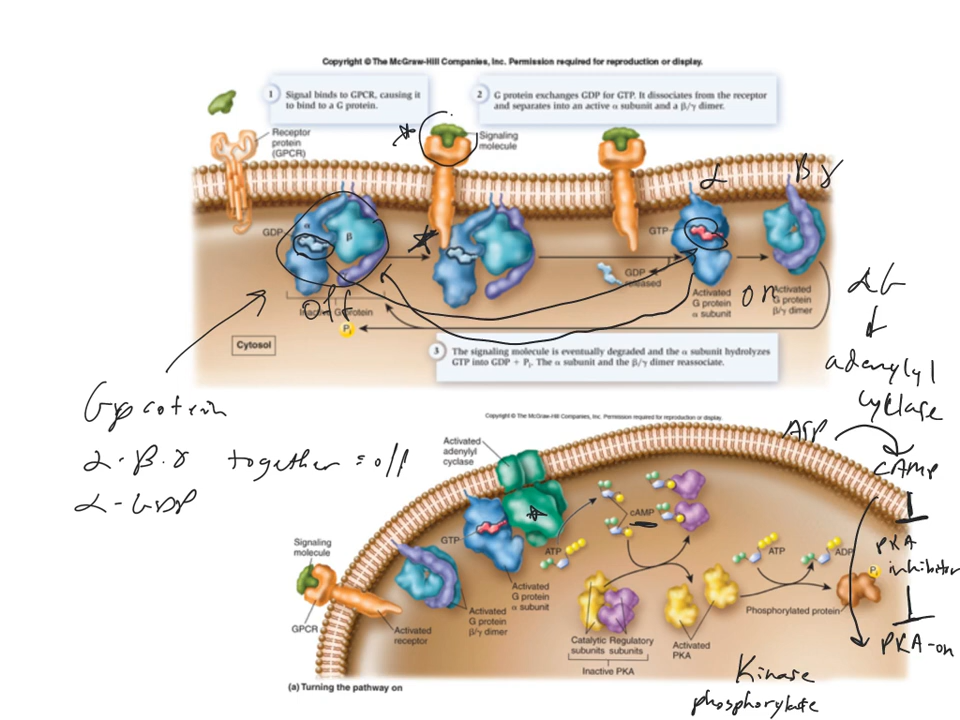 Copyright © The McGraw-Hill Companies, Inc. Permission required for reproduction or display.
1 Signal binds to GPCR, causing it
to bind to a G protein.
2 G protein exchanges GDP for GTP. It dissociates from the receptor
and separates into an active α subunit and a β/γ dimer.
Receptor
protein
(GPCR)
Signaling
molecule
α
β γ
GDP
α
β
GTP
GDP
released
Inactive G protein
off
Activated
G protein
α subunit
on
Activated
G protein
β/γ dimer
P
Cytosol
3 The signaling molecule is eventually degraded and the α subunit hydrolyzes
GTP into GDP + Pᵢ. The α subunit and the β/γ dimer reassociate.
αG
adenylyl
cyclase
ATP
cAMP
PKA
inhibitor
PKA-on
G protein
α·β·γ together = off
α-GDP
Copyright © The McGraw-Hill Companies, Inc. Permission required for reproduction or display.
Activated
adenylyl
cyclase
GTP
ATP
cAMP
ATP
ADP
P
Signaling
molecule
GPCR
Activated
receptor
Activated
G protein
β/γ dimer
Activated
G protein
α subunit
Catalytic
subunits
Regulatory
subunits
Inactive PKA
Activated
PKA
Phosphorylated protein
Kinase
phosphorylate
(a) Turning the pathway on